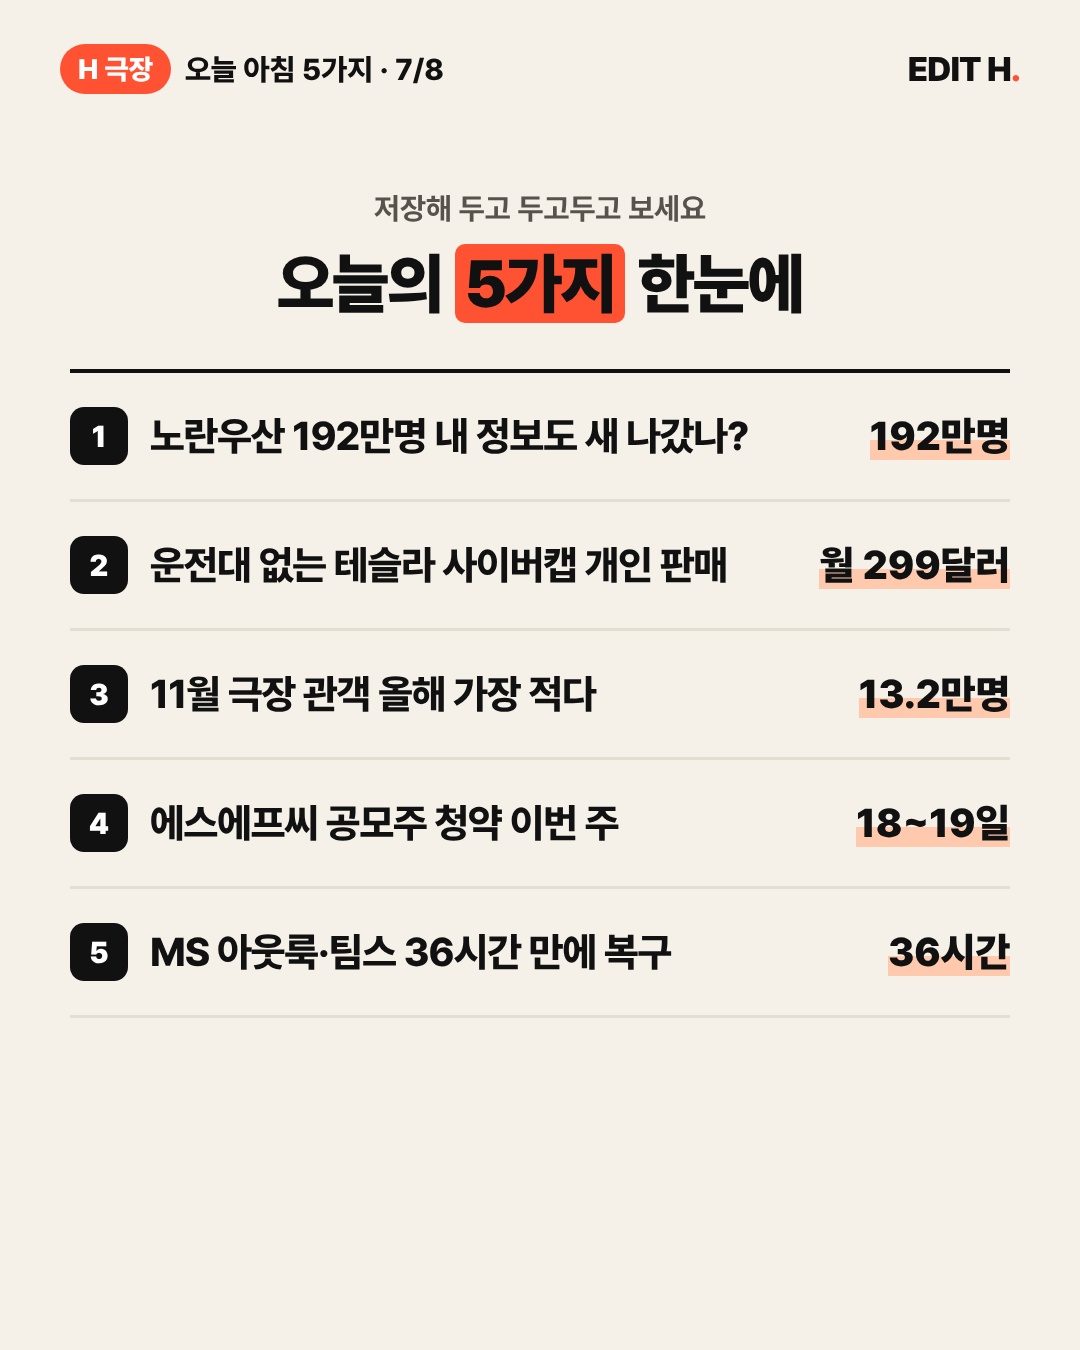 H 극장 오늘 아침 5가지 · 7/8 EDIT H.
저장해 두고 두고두고 보세요
오늘의 5가지 한눈에
1 노란우산 192만명 내 정보도 새 나갔나? 192만명
2 운전대 없는 테슬라 사이버캡 개인 판매 월 299달러
3 11월 극장 관객 올해 가장 적다 13.2만명
4 에스에프씨 공모주 청약 이번 주 18~19일
5 MS 아웃룩·팀스 36시간 만에 복구 36시간